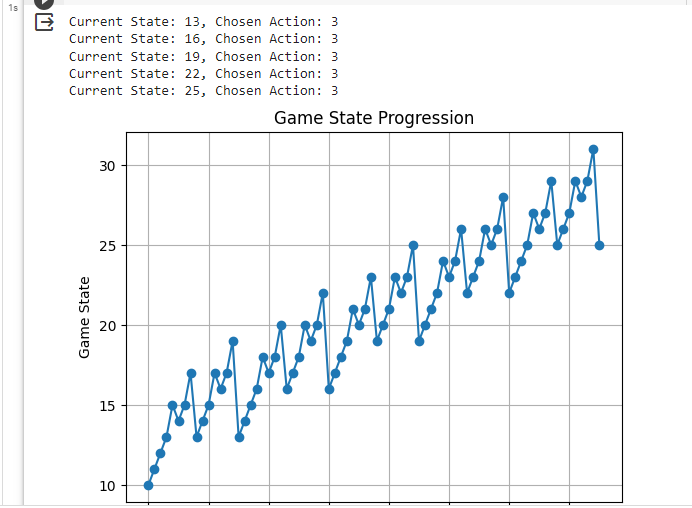 1s
Current State: 13, Chosen Action: 3
Current State: 16, Chosen Action: 3
Current State: 19, Chosen Action: 3
Current State: 22, Chosen Action: 3
Current State: 25, Chosen Action: 3
Game State Progression
30
25
20
15
10
Game State